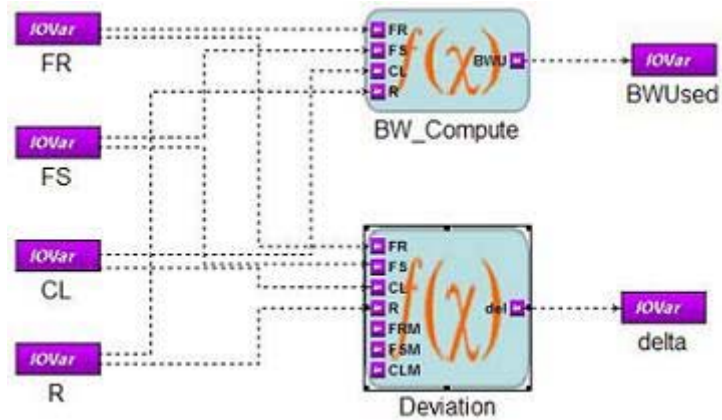 IOVar
FR
IOVar
FS
IOVar
CL
IOVar
R
FR
FS
CL
R
f(χ)
BWU
BW_Compute
IOVar
BWUsed
FR
FS
CL
R
FRM
FSM
CLM
f(χ)
del
Deviation
IOVar
delta